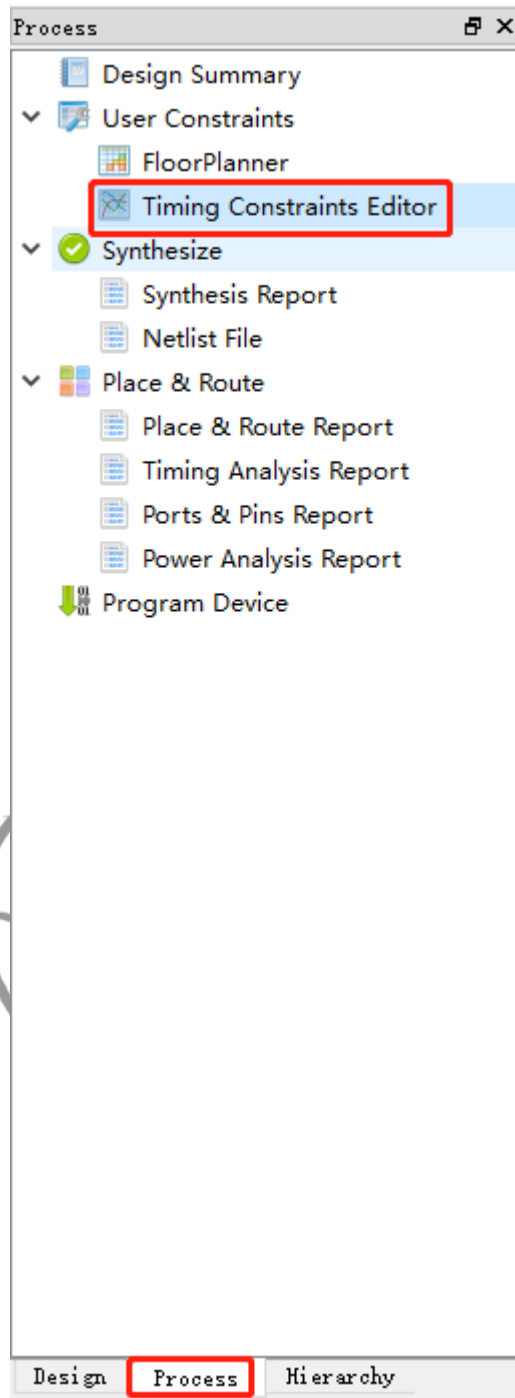 Process
Design Summary
User Constraints
FloorPlanner
Timing Constraints Editor
Synthesize
Synthesis Report
Netlist File
Place & Route
Place & Route Report
Timing Analysis Report
Ports & Pins Report
Power Analysis Report
Program Device
Design Process Hierarchy